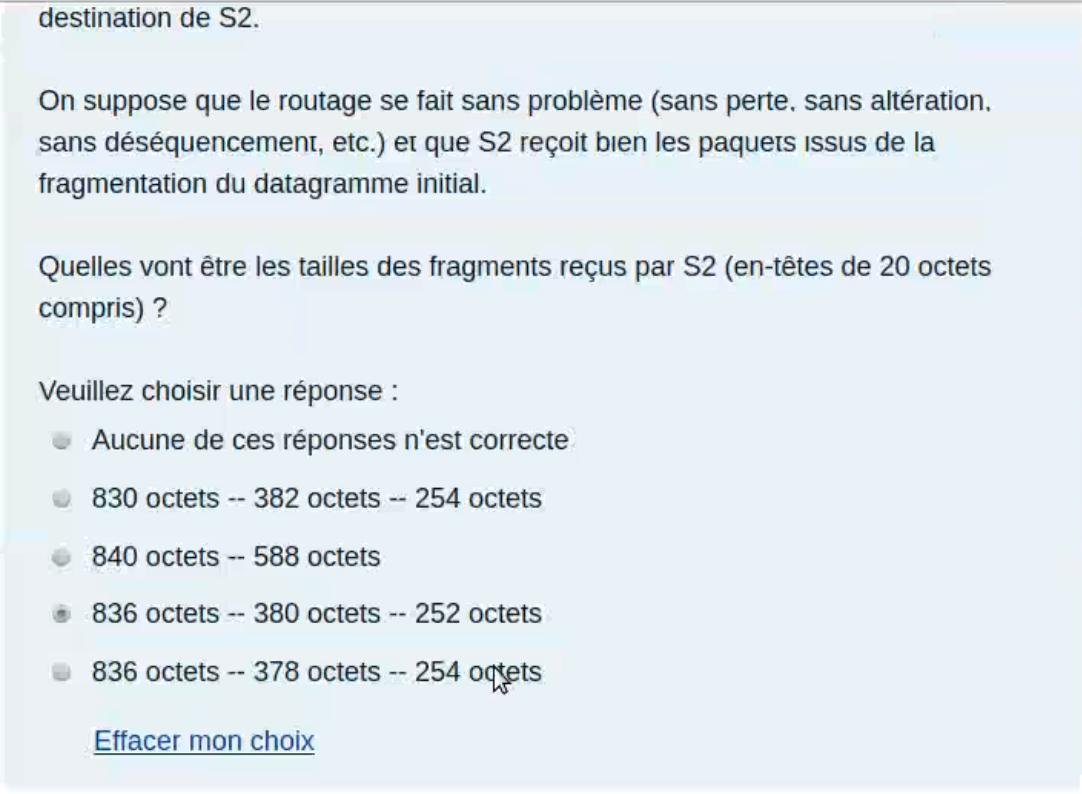 destination de S2.
On suppose que le routage se fait sans problème (sans perte, sans altération,
sans déséquencement, etc.) et que S2 reçoit bien les paquets issus de la
fragmentation du datagramme initial.
Quelles vont être les tailles des fragments reçus par S2 (en-têtes de 20 octets
compris) ?
Veuillez choisir une réponse :
Aucune de ces réponses n'est correcte
830 octets -- 382 octets -- 254 octets
840 octets -- 588 octets
836 octets -- 380 octets -- 252 octets
836 octets -- 378 octets -- 254 octets
Effacer mon choix